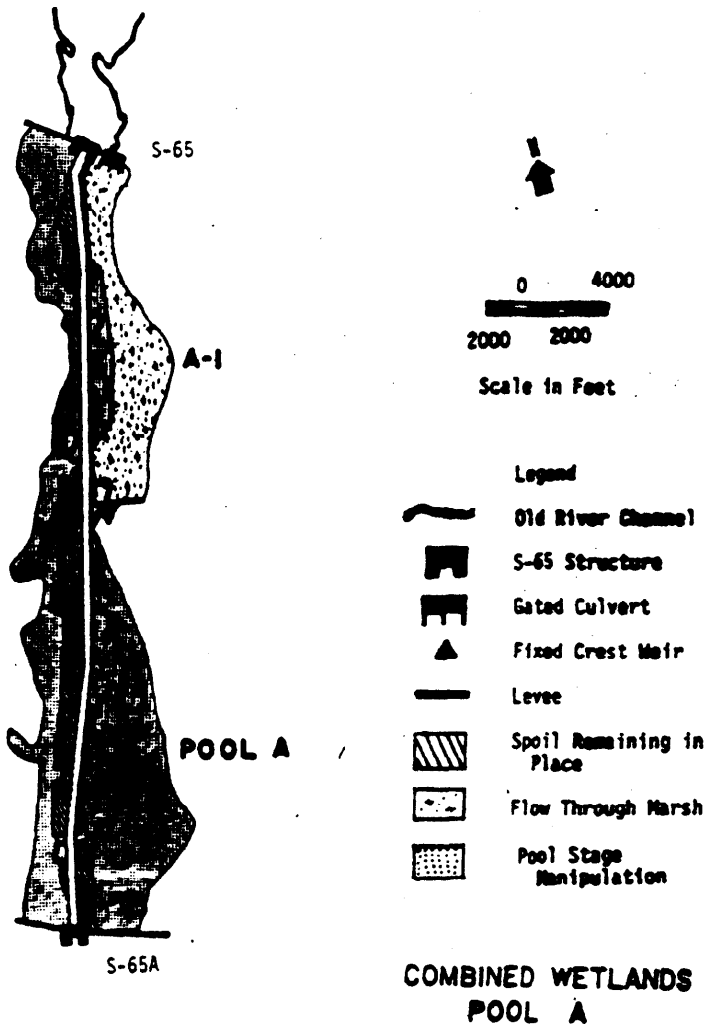 S-65
0 4000
2000 2000
Scale in Feet
A-1
Legend
Old River Channel
S-65 Structure
Gated Culvert
Fixed Crest Weir
Levee
Spoil Remaining in
Place
Flow Through Marsh
Pool Stage
Manipulation
POOL A
S-65A
COMBINED WETLANDS
POOL A